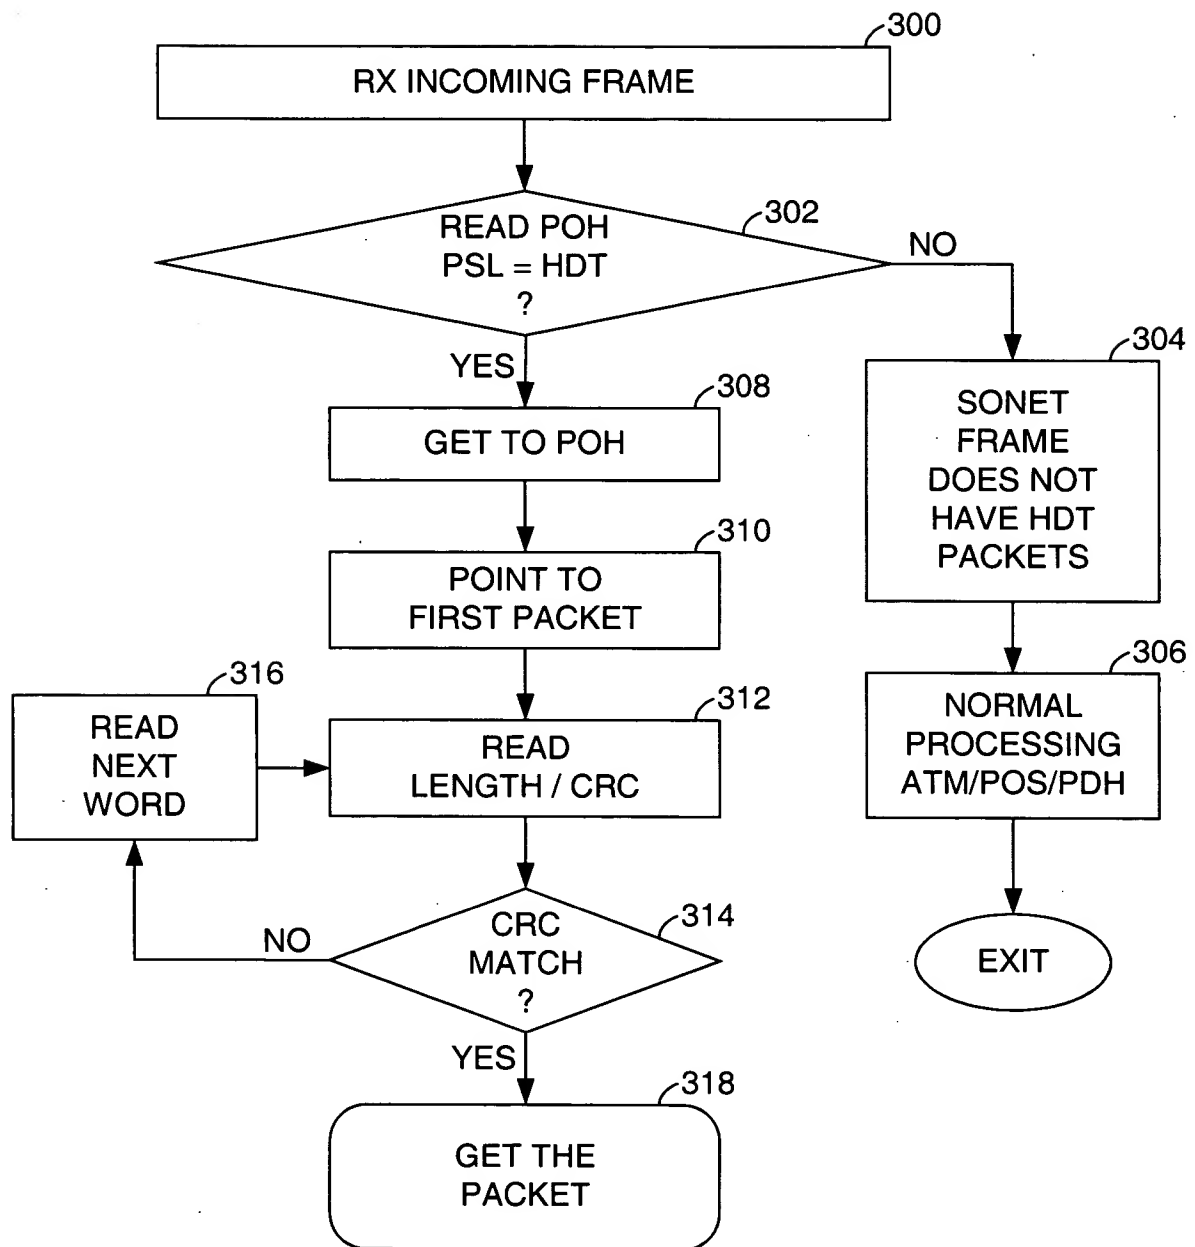 300
RX INCOMING FRAME
302
READ POH
PSL = HDT
?
NO
YES
304
SONET
FRAME
DOES NOT
HAVE HDT
PACKETS
308
GET TO POH
310
POINT TO
FIRST PACKET
306
NORMAL
PROCESSING
ATM/POS/PDH
316
READ
NEXT
WORD
312
READ
LENGTH / CRC
314
CRC
MATCH
?
NO
YES
EXIT
318
GET THE
PACKET